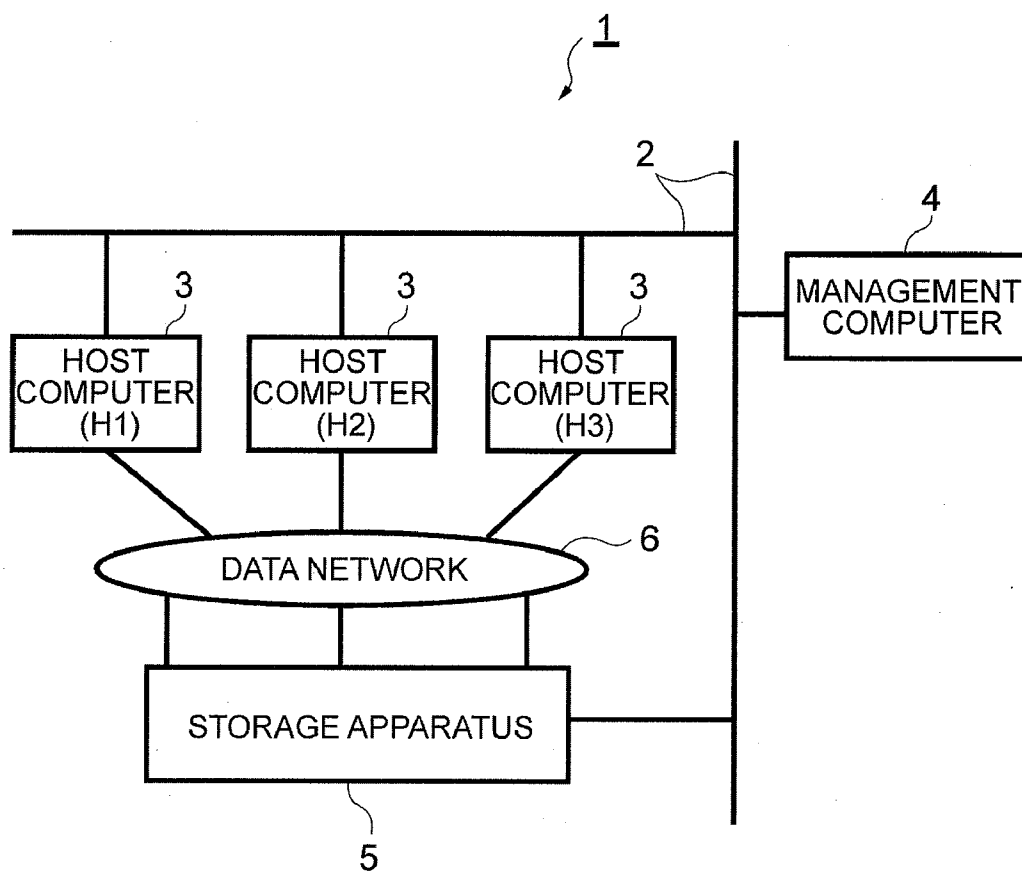 1
2
4
MANAGEMENT
COMPUTER
3
3
3
HOST
COMPUTER
(H1)
HOST
COMPUTER
(H2)
HOST
COMPUTER
(H3)
6
DATA NETWORK
STORAGE APPARATUS
5